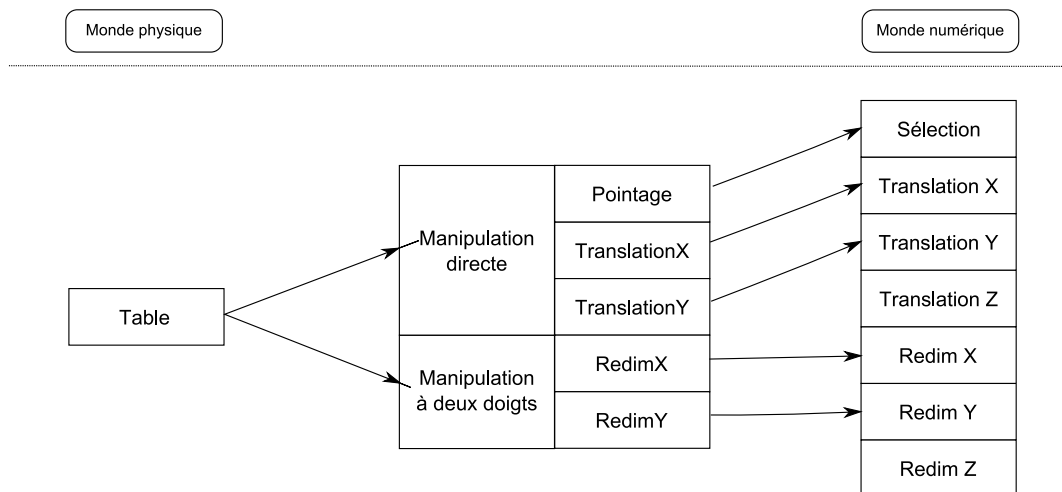 Monde physique
Monde numérique
Sélection
Pointage
Translation X
Manipulation
directe
TranslationX
Translation Y
Table
TranslationY
Translation Z
Manipulation
à deux doigts
RedimX
Redim X
RedimY
Redim Y
Redim Z